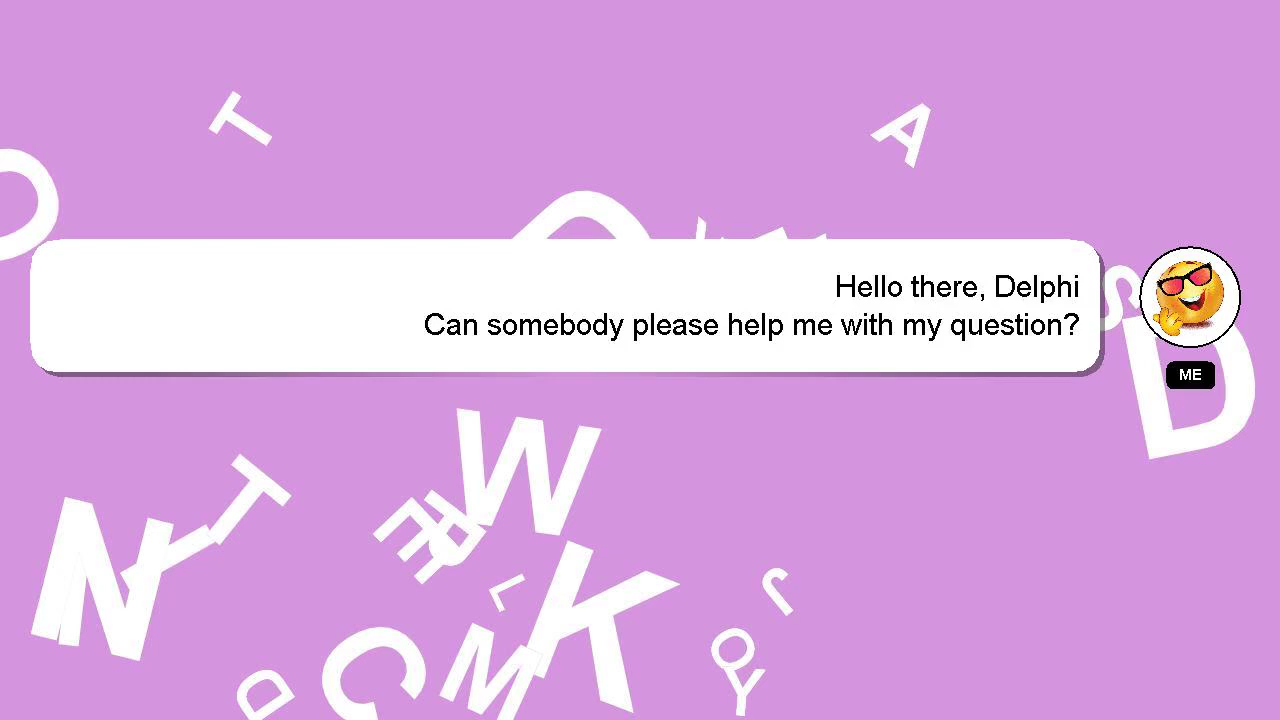 Hello there, Delphi
Can somebody please help me with my question?
ME
T
A
O
S
D
W
T
N
Y
E
R
L
K
J
M
O
Y
C
D